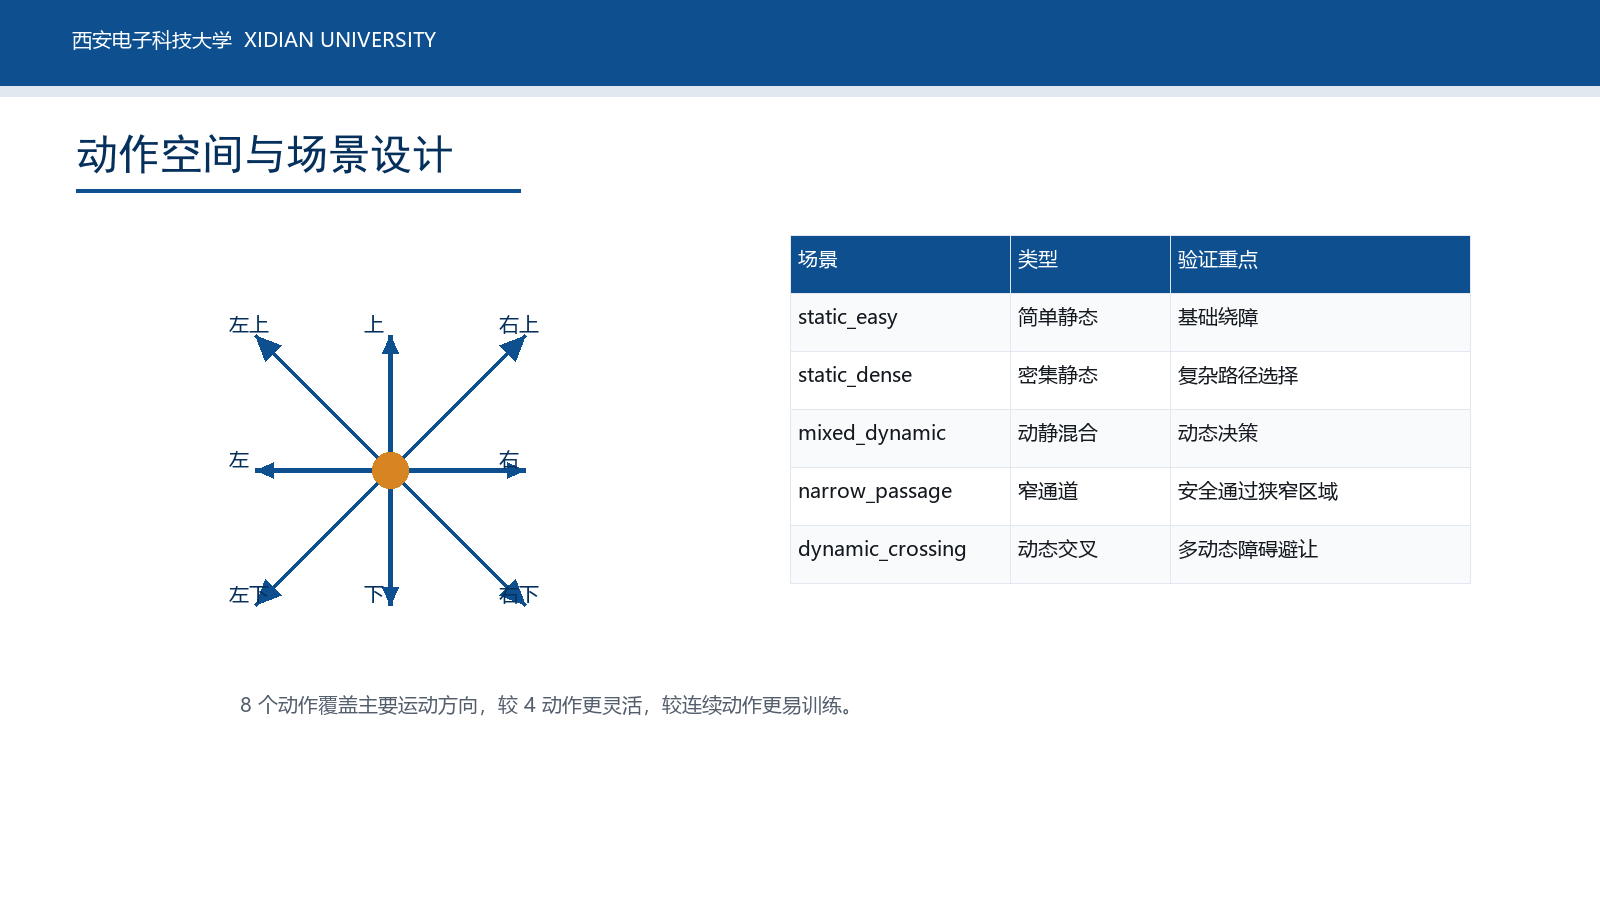 西安电子科技大学 XIDIAN UNIVERSITY
动作空间与场景设计
左上 上 右上
左 右
左下 下 右下
场景 类型 验证重点
static_easy 简单静态 基础绕障
static_dense 密集静态 复杂路径选择
mixed_dynamic 动静混合 动态决策
narrow_passage 窄通道 安全通过狭窄区域
dynamic_crossing 动态交叉 多动态障碍避让
8 个动作覆盖主要运动方向，较 4 动作更灵活，较连续动作更易训练。